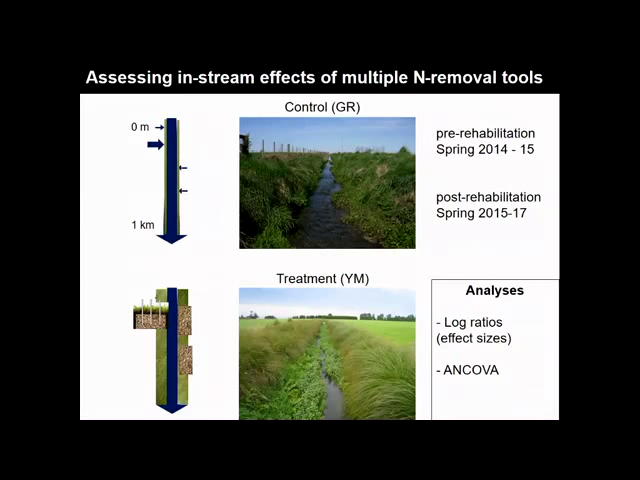 Assessing in-stream effects of multiple N-removal tools
Control (GR)
0 m
1 km
pre-rehabilitation
Spring 2014 - 15
post-rehabilitation
Spring 2015-17
Treatment (YM)
Analyses
- Log ratios
(effect sizes)
- ANCOVA